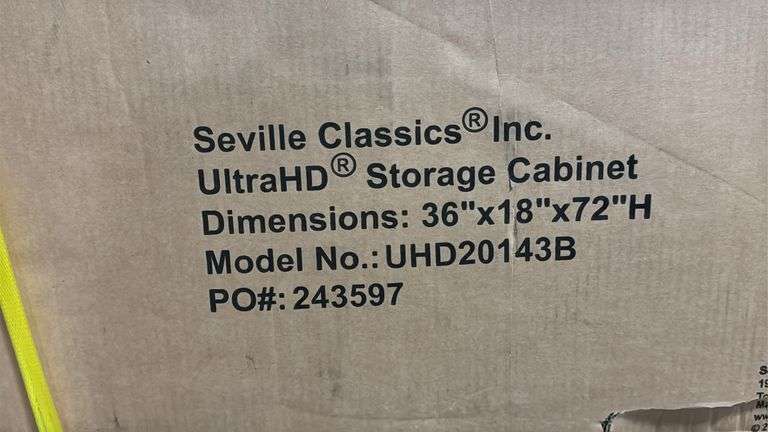 Seville Classics® Inc.
UltraHD® Storage Cabinet
Dimensions: 36"x18"x72"H
Model No.: UHD20143B
PO#: 243597